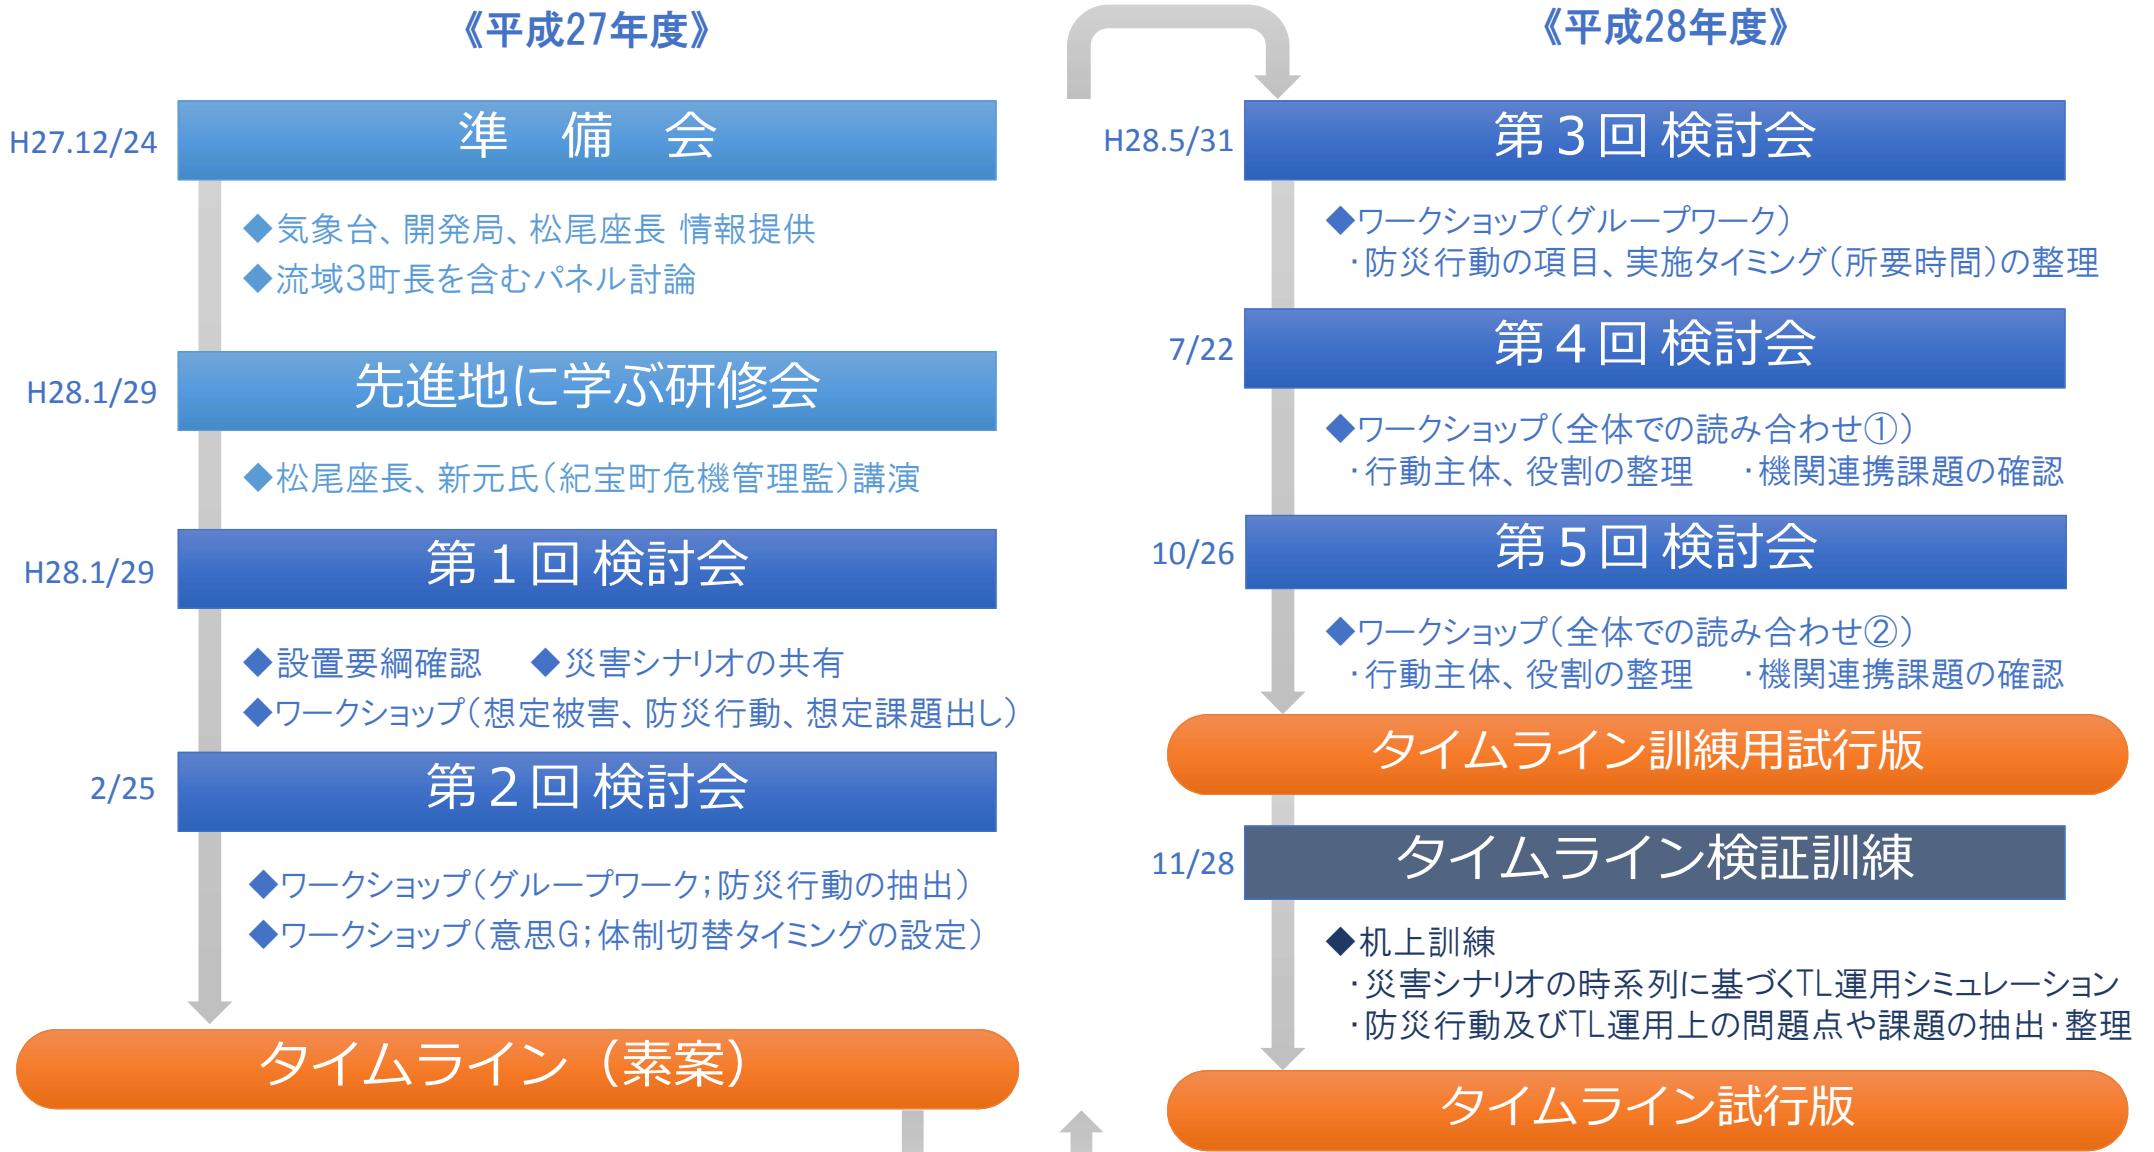 《平成27年度》
H27.12/24
準 備 会
◆気象台、開発局、松尾座長 情報提供
◆流域3町長を含むパネル討論
H28.1/29
先進地に学ぶ研修会
◆松尾座長、新元氏(紀宝町危機管理監)講演
H28.1/29
第1回 検討会
◆設置要綱確認 ◆災害シナリオの共有
◆ワークショップ(想定被害、防災行動、想定課題出し)
2/25
第2回 検討会
◆ワークショップ(グループワーク;防災行動の抽出)
◆ワークショップ(意思G;体制切替タイミングの設定)
タイムライン(素案)
《平成28年度》
H28.5/31
第3回 検討会
◆ワークショップ(グループワーク)
・防災行動の項目、実施タイミング(所要時間)の整理
7/22
第4回 検討会
◆ワークショップ(全体での読み合わせ①)
・行動主体、役割の整理 ・機関連携課題の確認
10/26
第5回 検討会
◆ワークショップ(全体での読み合わせ②)
・行動主体、役割の整理 ・機関連携課題の確認
タイムライン訓練用試行版
11/28
タイムライン検証訓練
◆机上訓練
・災害シナリオの時系列に基づくTL運用シミュレーション
・防災行動及びTL運用上の問題点や課題の抽出・整理
タイムライン試行版